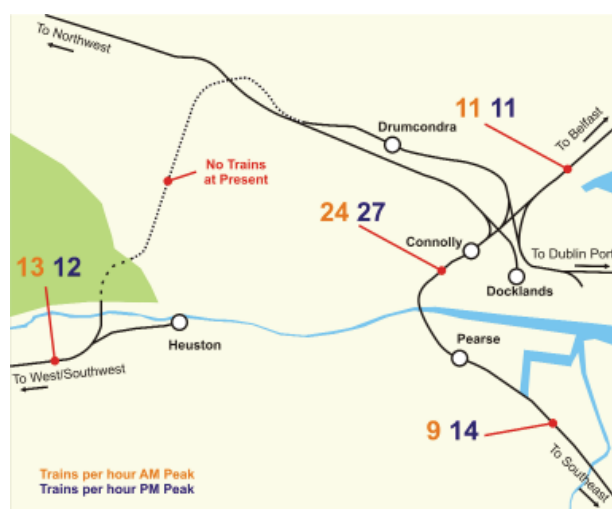 To Northwest
11 11
To Belfast
Drumcondra
No Trains
at Present
24 27
Connolly
To Dublin Port
13 12
Docklands
Heuston
Pearse
To West/Southwest
9 14
To Southeast
Trains per hour AM Peak
Trains per hour PM Peak